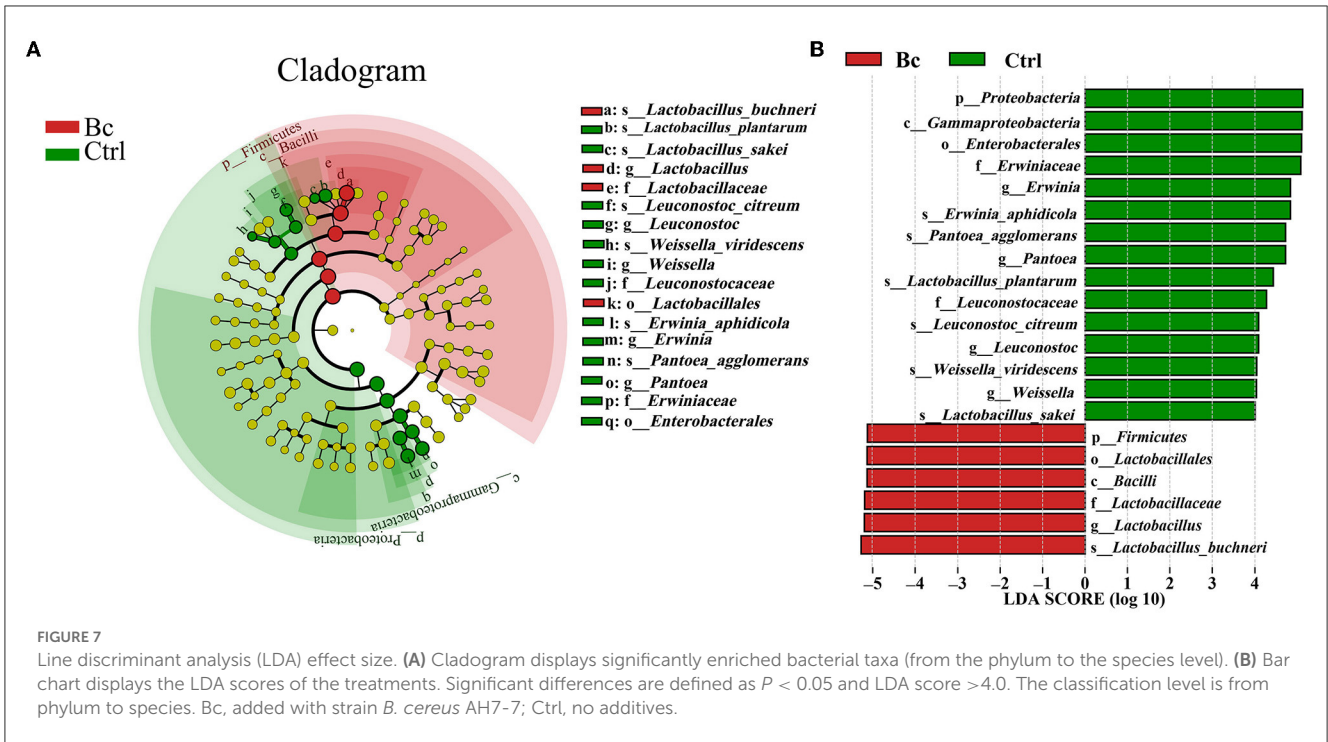 A
Cladogram
Bc
Ctrl
p__Firmicutes
c__Bacilli
k
e
d
a
b
c
j
g
f
i
h
m
o
p
q
c__Gammaproteobacteria
p__Proteobacteria
a: s__Lactobacillus_buchneri
b: s__Lactobacillus_plantarum
c: s__Lactobacillus_sakei
d: g__Lactobacillus
e: f__Lactobacillaceae
f: s__Leuconostoc_citreum
g: g__Leuconostoc
h: s__Weissella_viridescens
i: g__Weissella
j: f__Leuconostocaceae
k: o__Lactobacillales
l: s__Erwinia_aphidicola
m: g__Erwinia
n: s__Pantoea_agglomerans
o: g__Pantoea
p: f__Erwiniaceae
q: o__Enterobacterales
B
Bc Ctrl
p__Proteobacteria
c__Gammaproteobacteria
o__Enterobacterales
f__Erwiniaceae
g__Erwinia
s__Erwinia_aphidicola
s__Pantoea_agglomerans
g__Pantoea
s__Lactobacillus_plantarum
f__Leuconostocaceae
s__Leuconostoc_citreum
g__Leuconostoc
s__Weissella_viridescens
g__Weissella
s__Lactobacillus_sakei
p__Firmicutes
o__Lactobacillales
c__Bacilli
f__Lactobacillaceae
g__Lactobacillus
s__Lactobacillus_buchneri
−5 −4 −3 −2 −1 0 1 2 3 4
LDA SCORE (log 10)
FIGURE 7
Line discriminant analysis (LDA) effect size. (A) Cladogram displays significantly enriched bacterial taxa (from the phylum to the species level). (B) Bar
chart displays the LDA scores of the treatments. Significant differences are defined as P < 0.05 and LDA score >4.0. The classification level is from
phylum to species. Bc, added with strain B. cereus AH7-7; Ctrl, no additives.